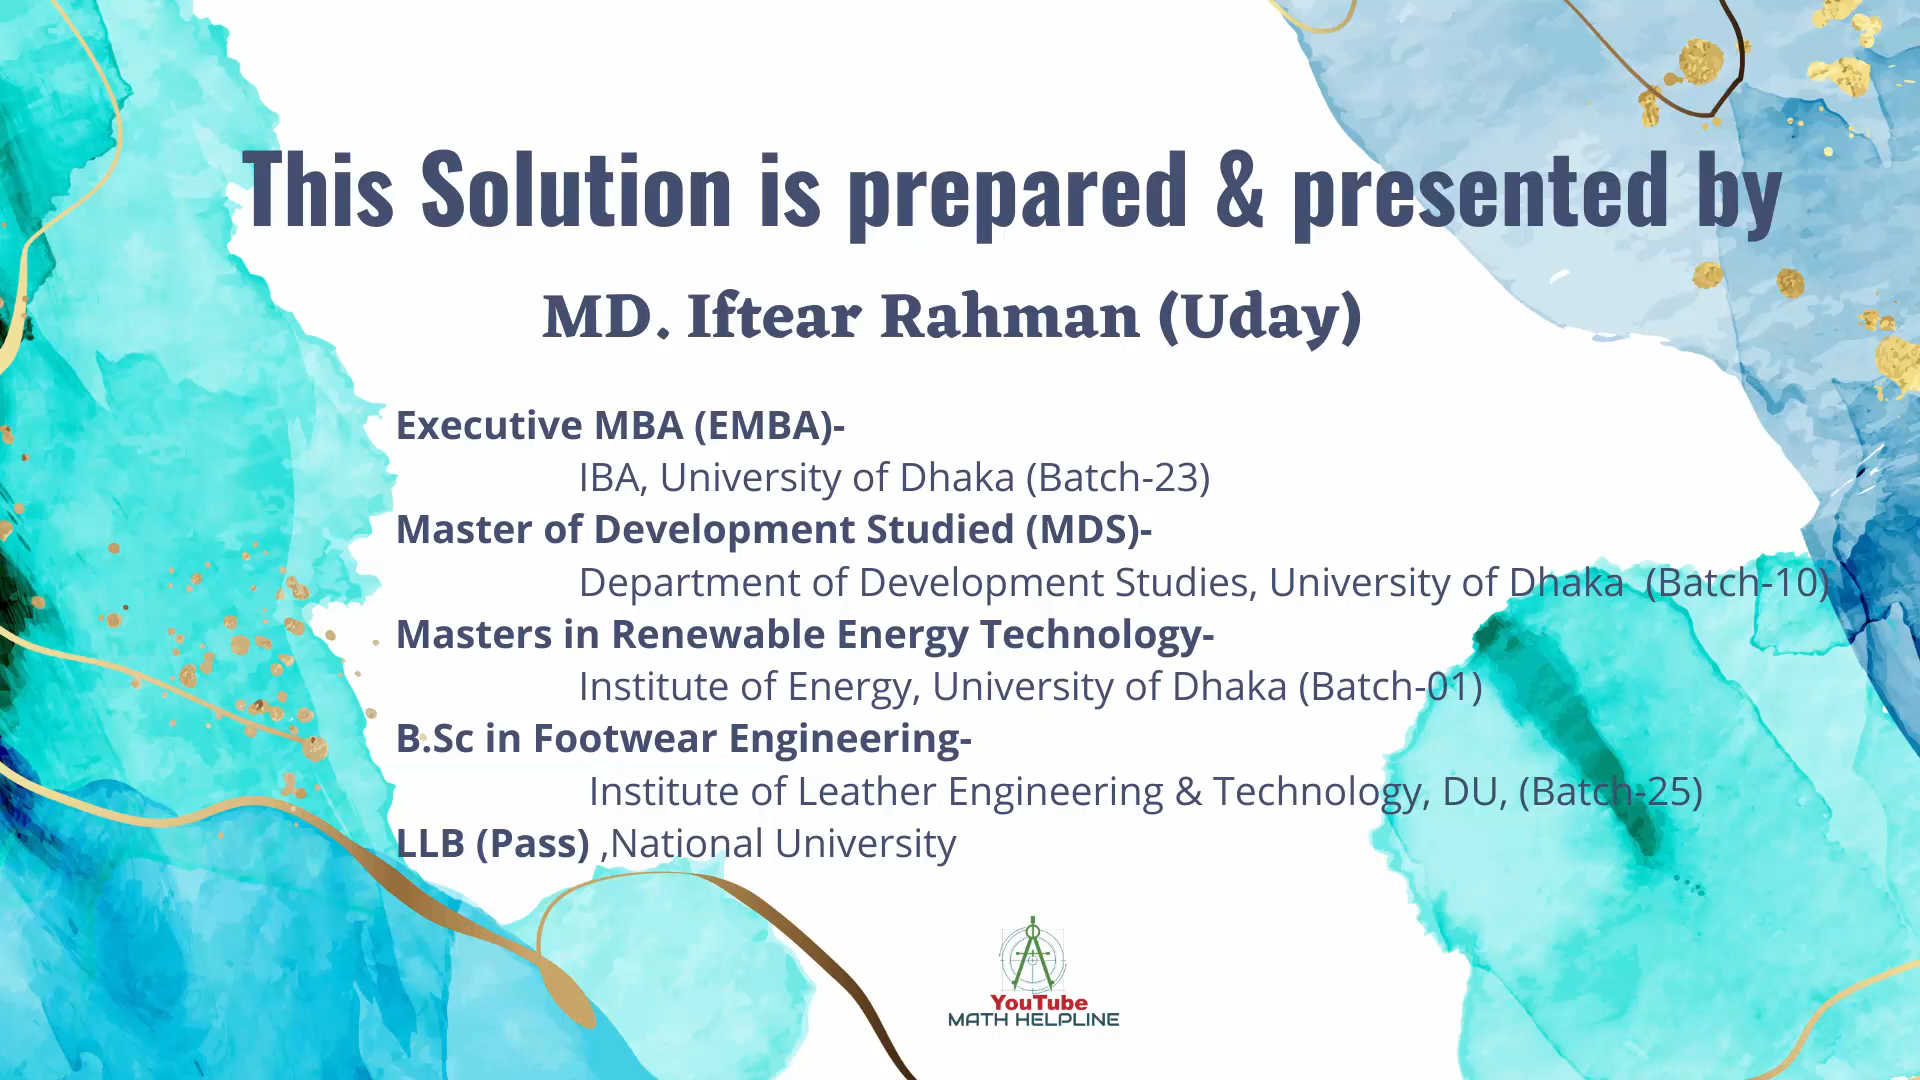 This Solution is prepared & presented by
MD. Iftear Rahman (Uday)
Executive MBA (EMBA)-
IBA, University of Dhaka (Batch-23)
Master of Development Studied (MDS)-
Department of Development Studies, University of Dhaka (Batch-10)
Masters in Renewable Energy Technology-
Institute of Energy, University of Dhaka (Batch-01)
B.Sc in Footwear Engineering-
Institute of Leather Engineering & Technology, DU, (Batch-25)
LLB (Pass) ,National University
YouTube
MATH HELPLINE